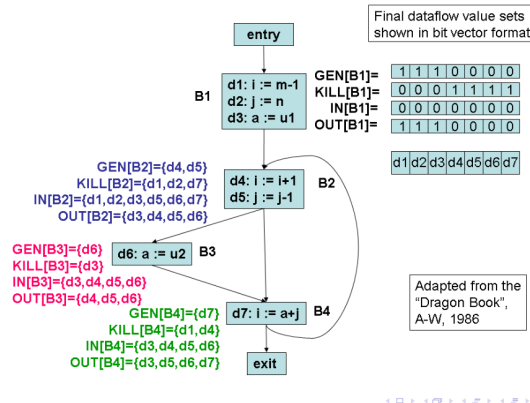 Final dataflow value sets
shown in bit vector format
entry
GEN[B1]= 1 1 1 0 0 0 0
KILL[B1]= 0 0 0 1 1 1 1
IN[B1]= 0 0 0 0 0 0 0
OUT[B1]= 1 1 1 0 0 0 0
d1 d2 d3 d4 d5 d6 d7
B1
d1: i := m-1
d2: j := n
d3: a := u1
GEN[B2]={d4,d5}
KILL[B2]={d1,d2,d7}
IN[B2]={d1,d2,d3,d5,d6,d7}
OUT[B2]={d3,d4,d5,d6}
d4: i := i+1
d5: j := j-1
B2
GEN[B3]={d6}
KILL[B3]={d3}
IN[B3]={d3,d4,d5,d6}
OUT[B3]={d4,d5,d6}
d6: a := u2
B3
GEN[B4]={d7}
KILL[B4]={d1,d4}
IN[B4]={d3,d4,d5,d6}
OUT[B4]={d3,d5,d6,d7}
d7: i := a+j
B4
exit
Adapted from the
“Dragon Book”,
A-W, 1986